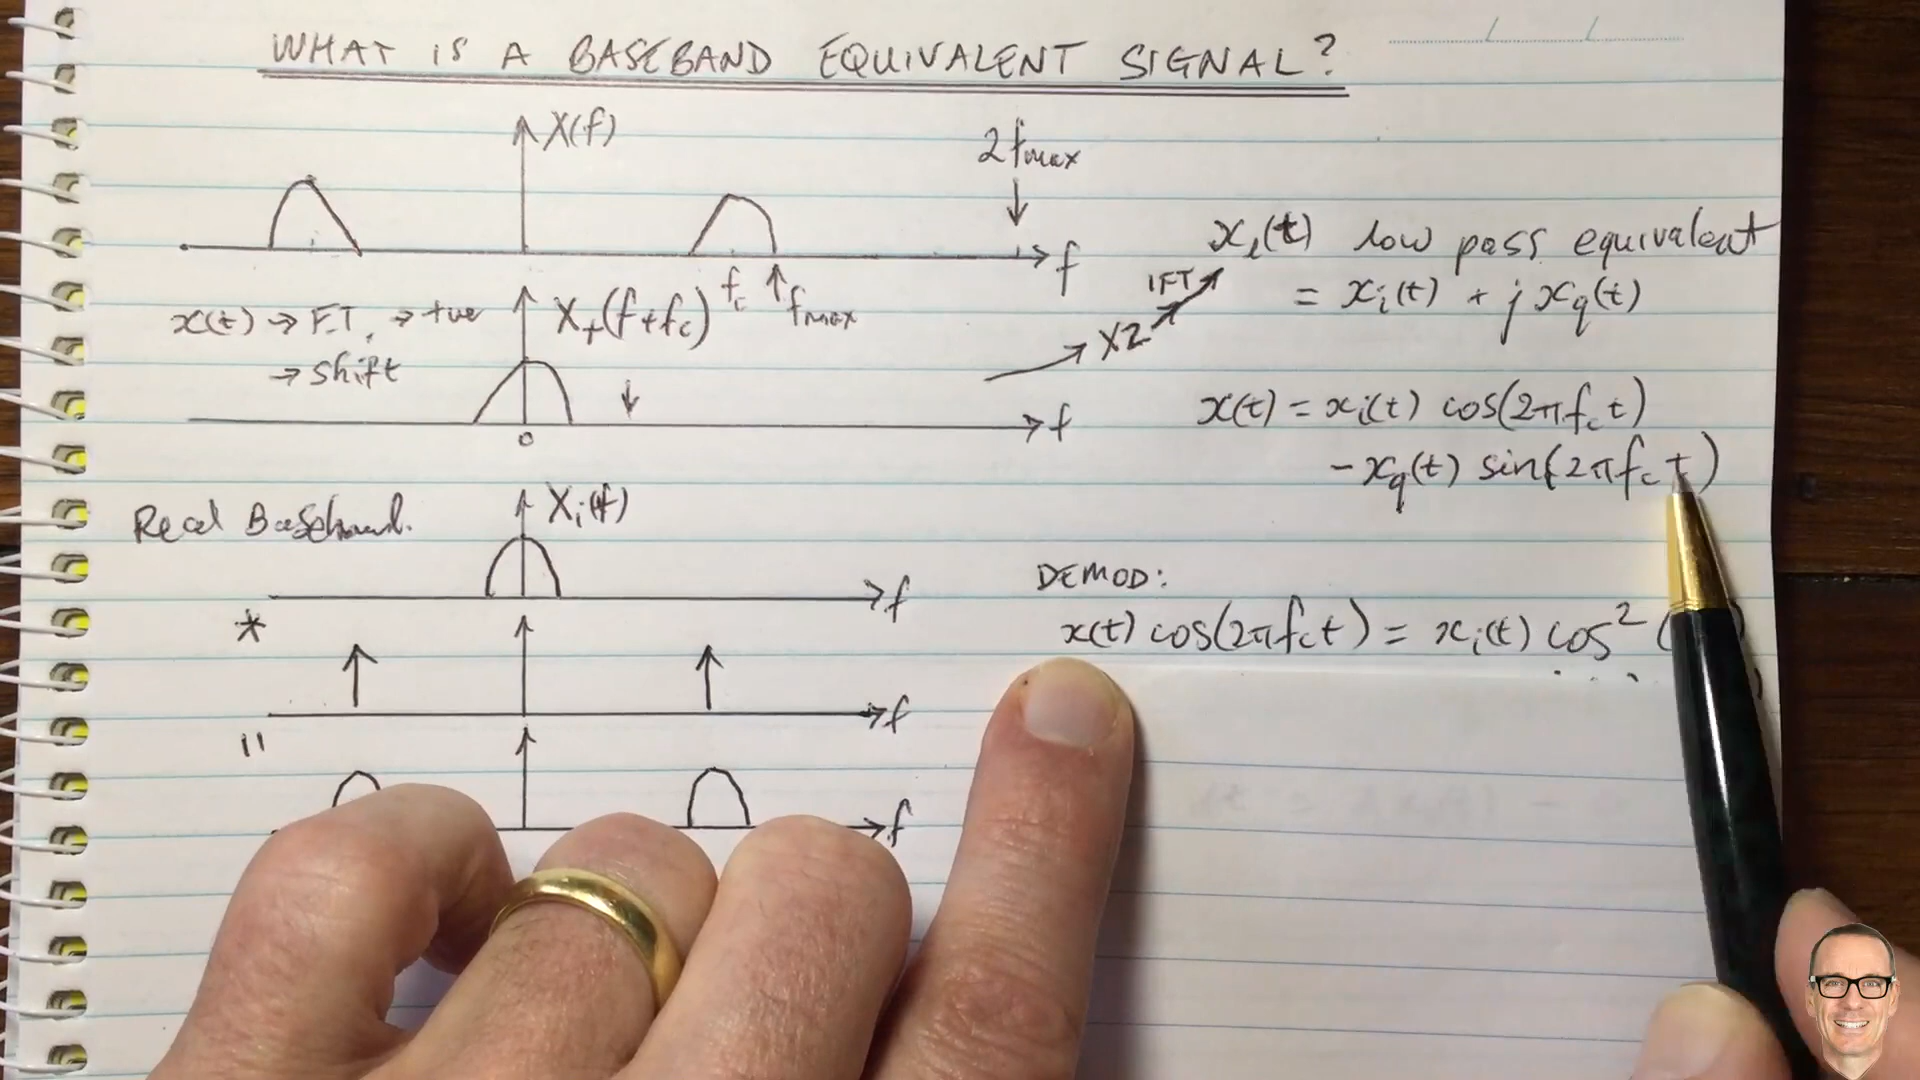 WHAT IS A BASEBAND EQUIVALENT SIGNAL?
X(f)
2fmax
f
fc
fmax
x(t) → F.T. → +ve
→ shift
X+(f+fc)
0
f
→ X2 → IFT
xl(t) low pass equivalent
= xi(t) + j xq(t)
x(t) = xi(t) cos(2πfct)
- xq(t) sin(2πfct)
Real Baseband.
Xi(f)
f
*
f
=
f
DEMOD:
x(t) cos(2πfct) = xi(t) cos² (